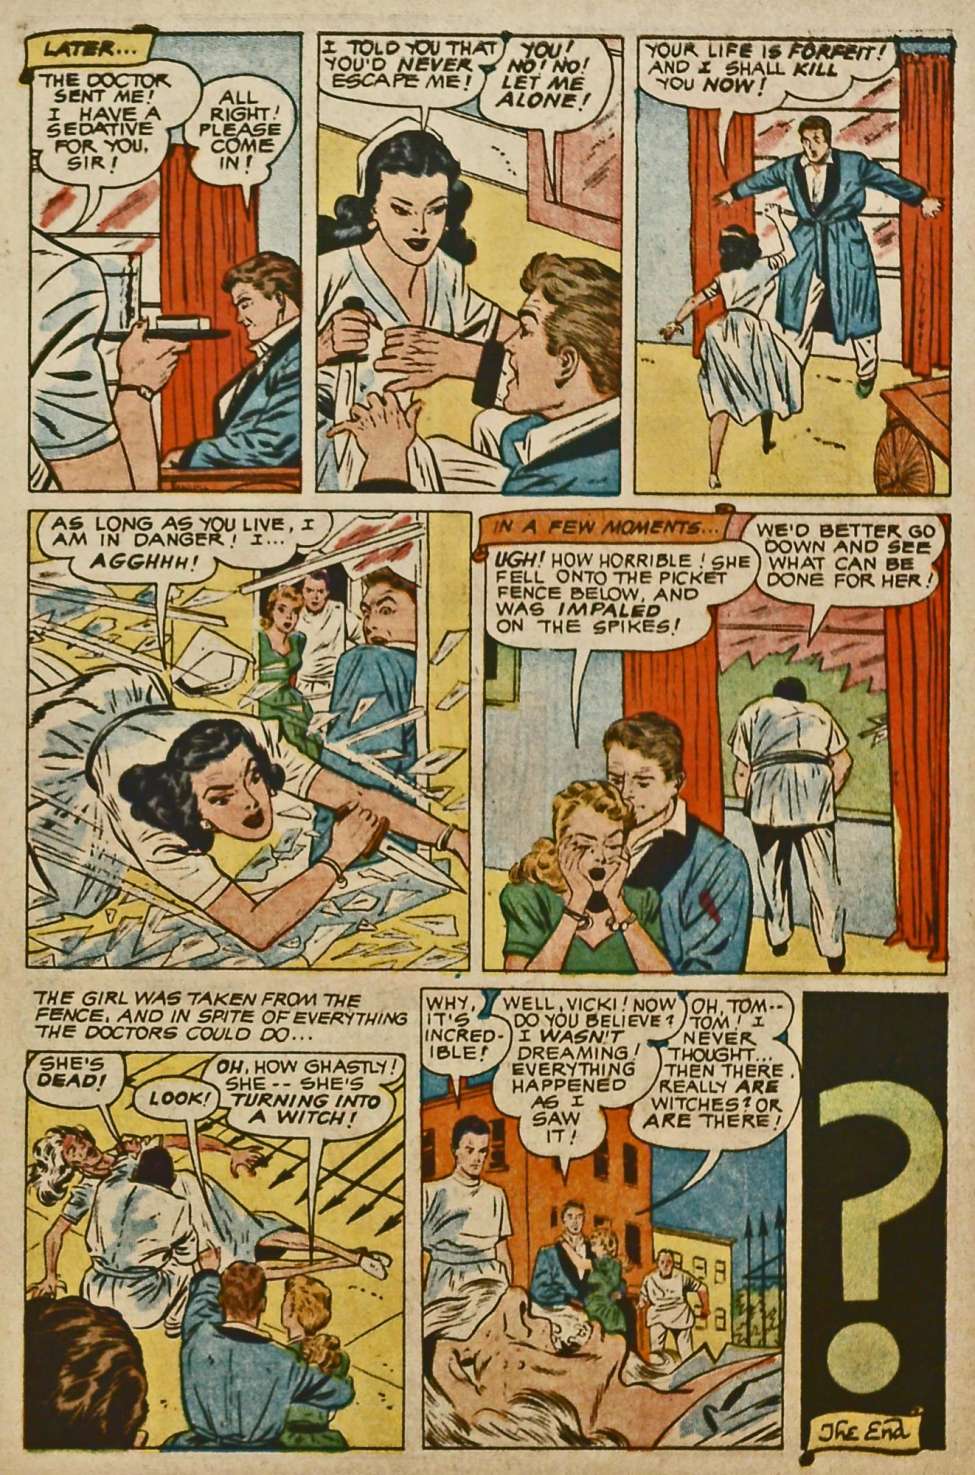 LATER...
THE DOCTOR
SENT ME!
I HAVE A
SEDATIVE
FOR YOU,
SIR!
ALL
RIGHT!
PLEASE
COME
IN!
I TOLD YOU THAT
YOU'D NEVER
ESCAPE ME!
YOU!
NO! NO!
LET ME
ALONE!
YOUR LIFE IS FORFEIT!
AND I SHALL KILL
YOU NOW!
AS LONG AS YOU LIVE, I
AM IN DANGER! I...
AGGHHH!
IN A FEW MOMENTS...
UGH! HOW HORRIBLE! SHE
FELL ONTO THE PICKET
FENCE BELOW, AND
WAS IMPALED
ON THE SPIKES!
WE'D BETTER GO
DOWN AND SEE
WHAT CAN BE
DONE FOR HER!
THE GIRL WAS TAKEN FROM THE
FENCE, AND IN SPITE OF EVERYTHING
THE DOCTORS COULD DO...
SHE'S
DEAD!
LOOK!
OH, HOW GHASTLY!
SHE-- SHE'S
TURNING INTO
A WITCH!
WHY,
IT'S
INCRED-
IBLE!
WELL, VICKI! NOW
DO YOU BELIEVE?
I WASN'T
DREAMING!
EVERYTHING
HAPPENED
AS I
SAW
IT!
OH, TOM--
TOM! I
NEVER
THOUGHT...
THEN THERE
REALLY ARE
WITCHES? OR
ARE THERE!
?
The End